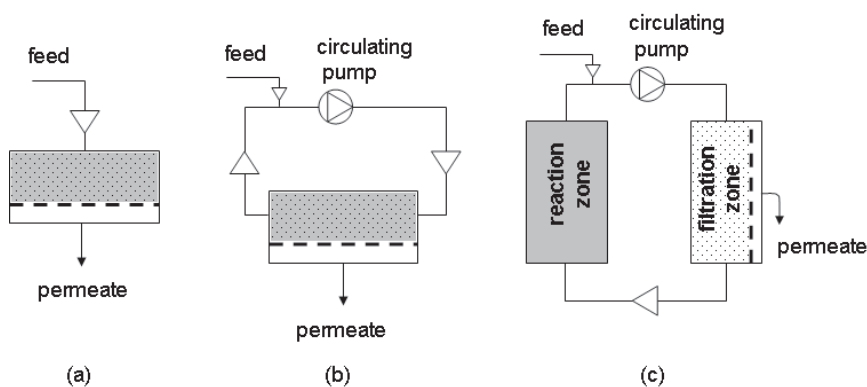 feed
permeate
(a)
feed
circulating
pump
permeate
(b)
feed
circulating
pump
reaction
zone
filtration
zone
permeate
(c)